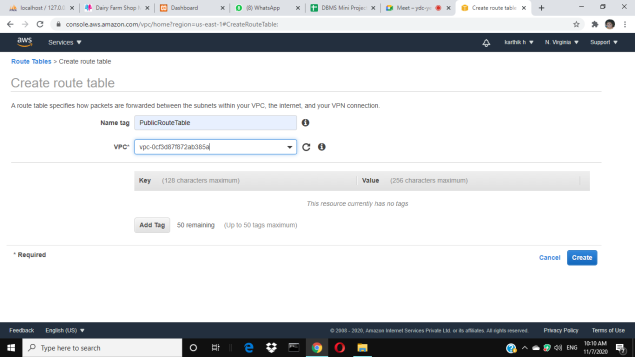 localhost / 127.0.0
Dairy Farm Shop M
Dashboard
(8) WhatsApp
DBMS Mini Projec
Meet – ydc-ye
Create route table
console.aws.amazon.com/vpc/home?region=us-east-1#CreateRouteTable:
aws
Services
karthik h
N. Virginia
Support
Route Tables > Create route table
Create route table
A route table specifies how packets are forwarded between the subnets within your VPC, the internet, and your VPN connection.
Name tag PublicRouteTable
VPC* vpc-0cf3d87f872ab385a
Key (128 characters maximum) Value (256 characters maximum)
This resource currently has no tags
Add Tag 50 remaining (Up to 50 tags maximum)
* Required
Cancel Create
Feedback English (US) © 2008 - 2020, Amazon Internet Services Private Ltd. or its affiliates. All rights reserved. Privacy Policy Terms of Use
Type here to search
ENG
10:10 AM
11/7/2020